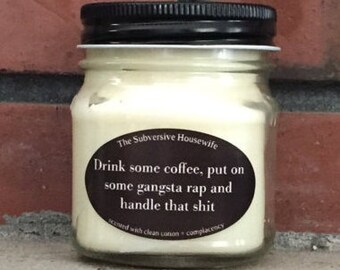 The Subversive Housewife
Drink some coffee, put on
some gangsta rap and
handle that shit
scented with clean cotton + complacency